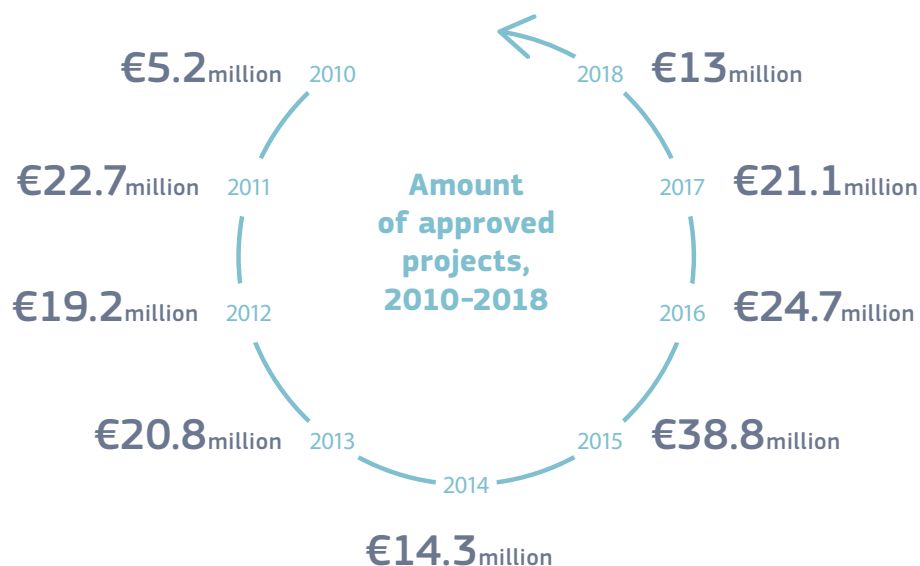 €5.2million 2010
2018 €13million
€22.7million 2011
Amount
of approved
projects,
2010-2018
2017 €21.1million
€19.2million 2012
2016 €24.7million
€20.8million 2013
2015 €38.8million
2014
€14.3million